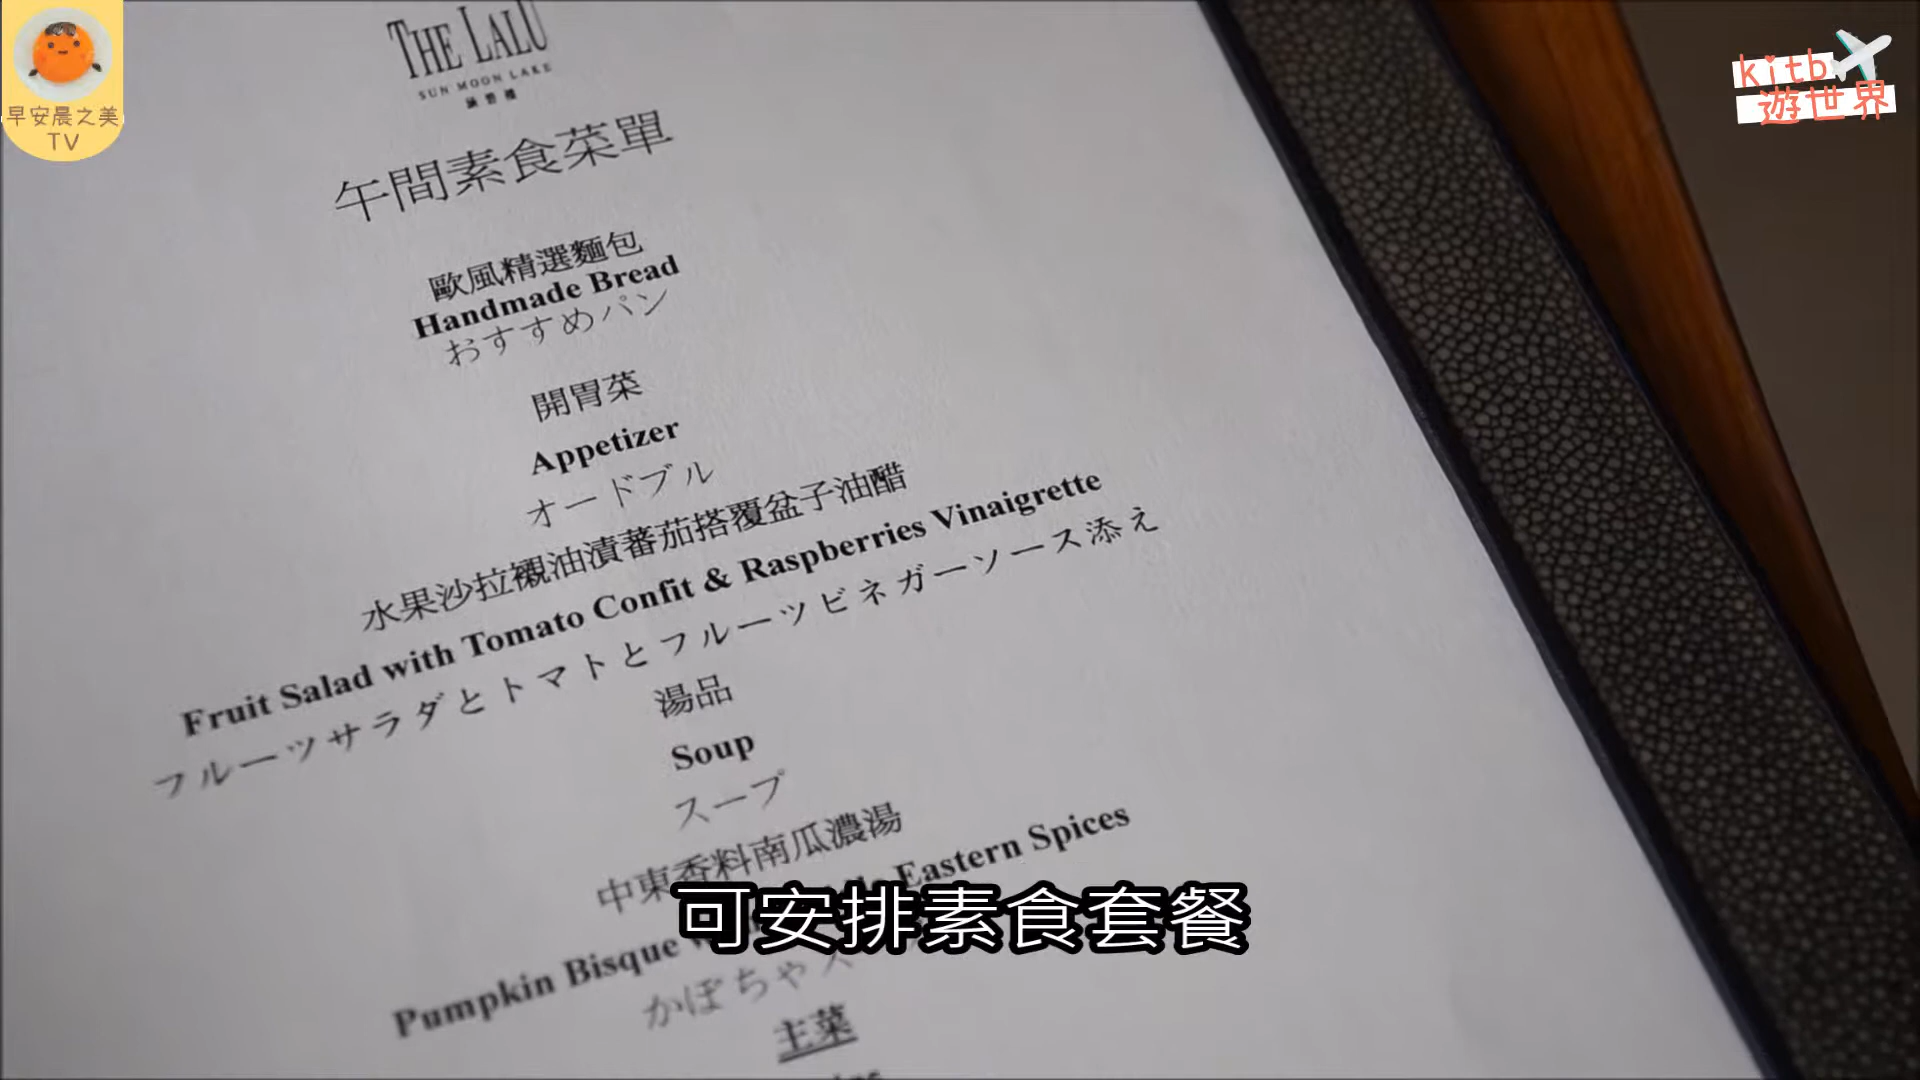 早安晨之美
TV
kitb
遊世界
THE LALU
SUN MOON LAKE
涵碧樓
午間素食菜單
歐風精選麵包
Handmade Bread
おすすめパン
開胃菜
Appetizer
オードブル
水果沙拉襯油漬蕃茄搭覆盆子油醋
Fruit Salad with Tomato Confit & Raspberries Vinaigrette
フルーツサラダとトマトとフルーツビネガーソース添え
湯品
Soup
スープ
中東香料南瓜濃湯
Pumpkin Bisque Eastern Spices
かぼちゃス
可安排素食套餐
主菜